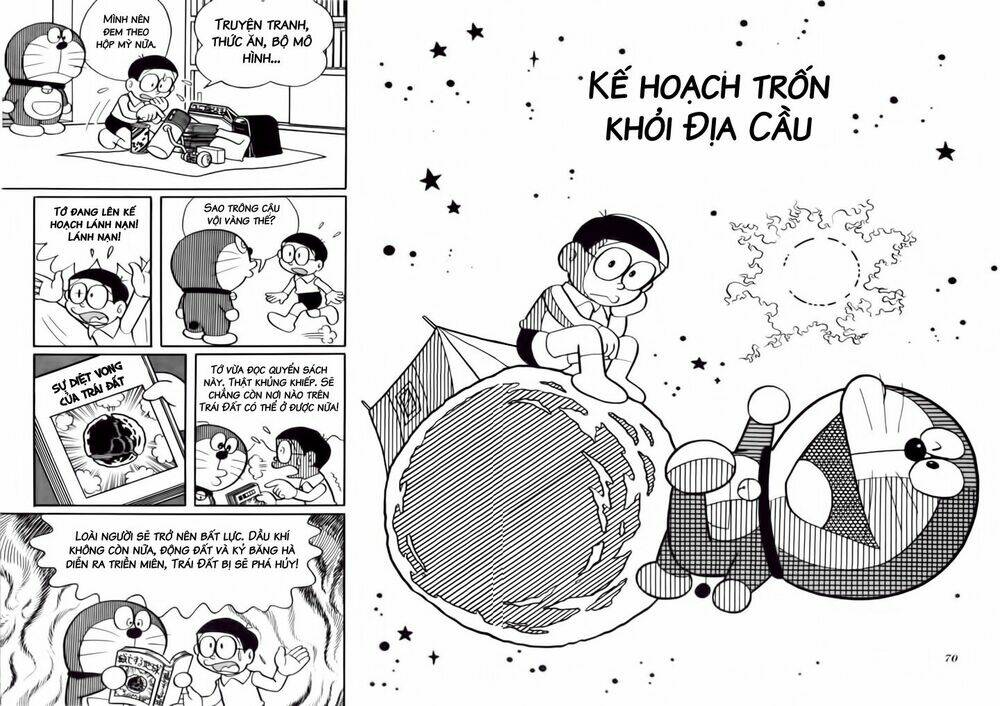 Kế hoạch trốn
khỏi Địa Cầu
70
Truyện tranh,
thức ăn, bộ mô
hình...
Mình nên
đem theo
hộp mỳ nữa.
Sao trông cậu
vội vàng thế?
Tớ đang lên kế
hoạch lánh nạn!
Lánh nạn!
Tớ vừa đọc quyển sách
này. Thật khủng khiếp. Sẽ
chẳng còn nơi nào trên
Trái Đất có thể ở được nữa!
Sự diệt vong
của Trái Đất
Loài người sẽ trở nên bất lực. Dầu khí
không còn nữa, động đất và kỷ băng hà
diễn ra triền miên, Trái Đất bị sẽ phá hủy!